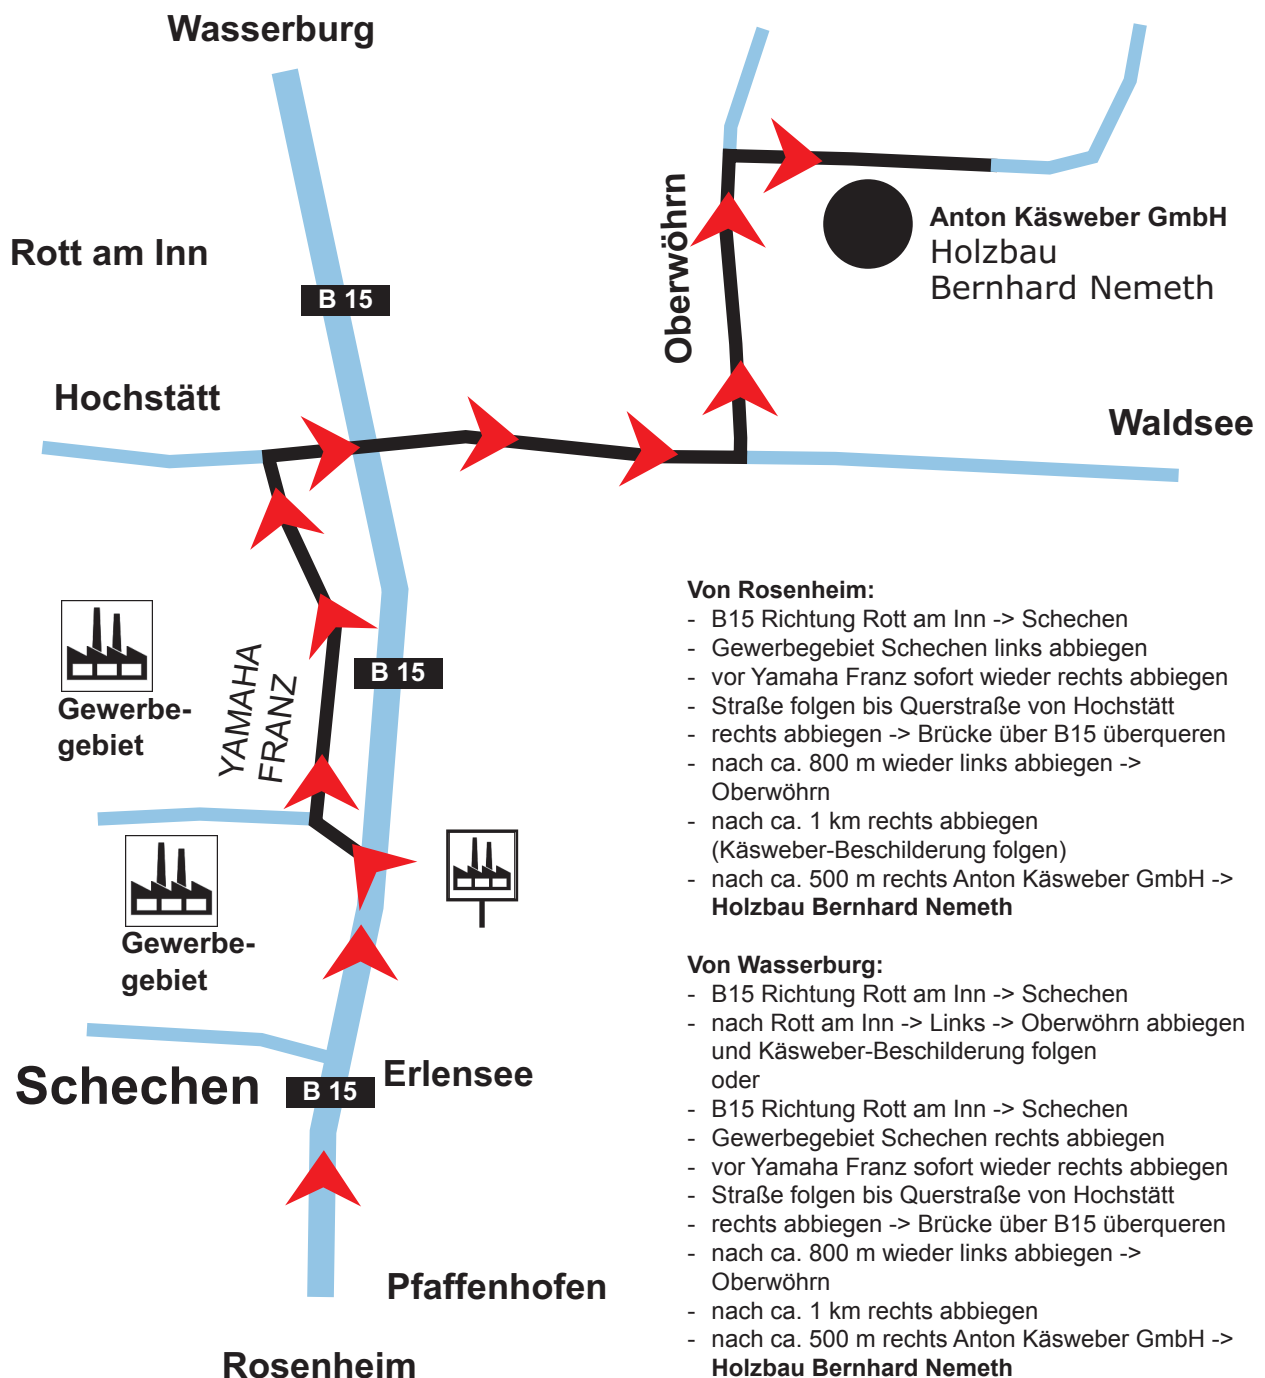 Wasserburg
Rott am Inn
B 15
Hochstätt
Oberwöhrn
Anton Käsweber GmbH
Holzbau
Bernhard Nemeth
Waldsee
Gewerbe-
gebiet
YAMAHA
FRANZ
B 15
Gewerbe-
gebiet
Schechen
B 15
Erlensee
Pfaffenhofen
Rosenheim
Von Rosenheim:
- B15 Richtung Rott am Inn -> Schechen
- Gewerbegebiet Schechen links abbiegen
- vor Yamaha Franz sofort wieder rechts abbiegen
- Straße folgen bis Querstraße von Hochstätt
- rechts abbiegen -> Brücke über B15 überqueren
- nach ca. 800 m wieder links abbiegen ->
Oberwöhrn
- nach ca. 1 km rechts abbiegen
(Käsweber-Beschilderung folgen)
- nach ca. 500 m rechts Anton Käsweber GmbH ->
Holzbau Bernhard Nemeth
Von Wasserburg:
- B15 Richtung Rott am Inn -> Schechen
- nach Rott am Inn -> Links -> Oberwöhrn abbiegen
und Käsweber-Beschilderung folgen
oder
- B15 Richtung Rott am Inn -> Schechen
- Gewerbegebiet Schechen rechts abbiegen
- vor Yamaha Franz sofort wieder rechts abbiegen
- Straße folgen bis Querstraße von Hochstätt
- rechts abbiegen -> Brücke über B15 überqueren
- nach ca. 800 m wieder links abbiegen ->
Oberwöhrn
- nach ca. 1 km rechts abbiegen
- nach ca. 500 m rechts Anton Käsweber GmbH ->
Holzbau Bernhard Nemeth